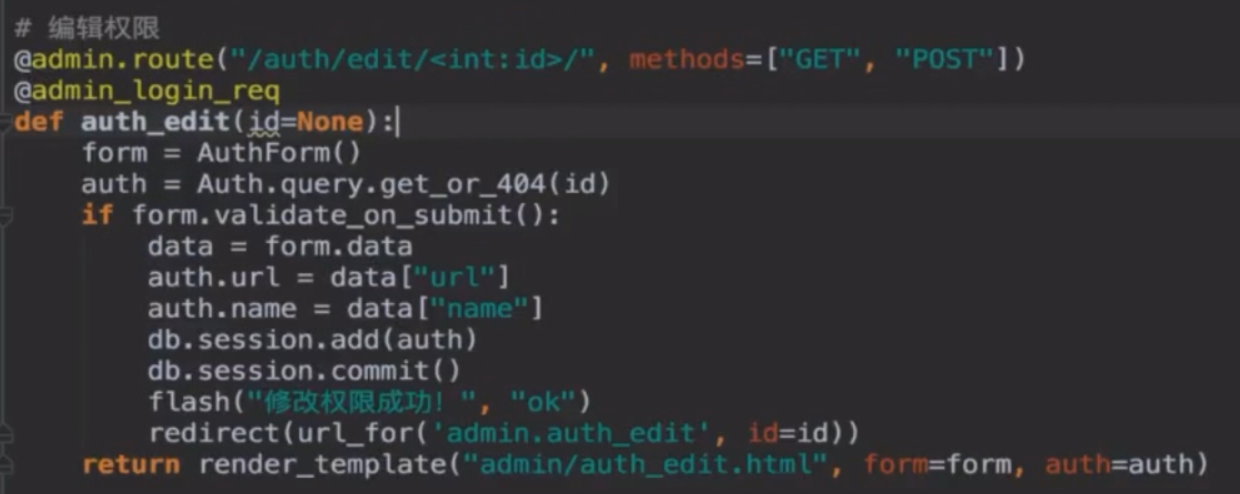 # 编辑权限
@admin.route("/auth/edit/<int:id>/", methods=["GET", "POST"])
@admin_login_req
def auth_edit(id=None):
    form = AuthForm()
    auth = Auth.query.get_or_404(id)
    if form.validate_on_submit():
        data = form.data
        auth.url = data["url"]
        auth.name = data["name"]
        db.session.add(auth)
        db.session.commit()
        flash("修改权限成功！", "ok")
        redirect(url_for('admin.auth_edit', id=id))
    return render_template("admin/auth_edit.html", form=form, auth=auth)